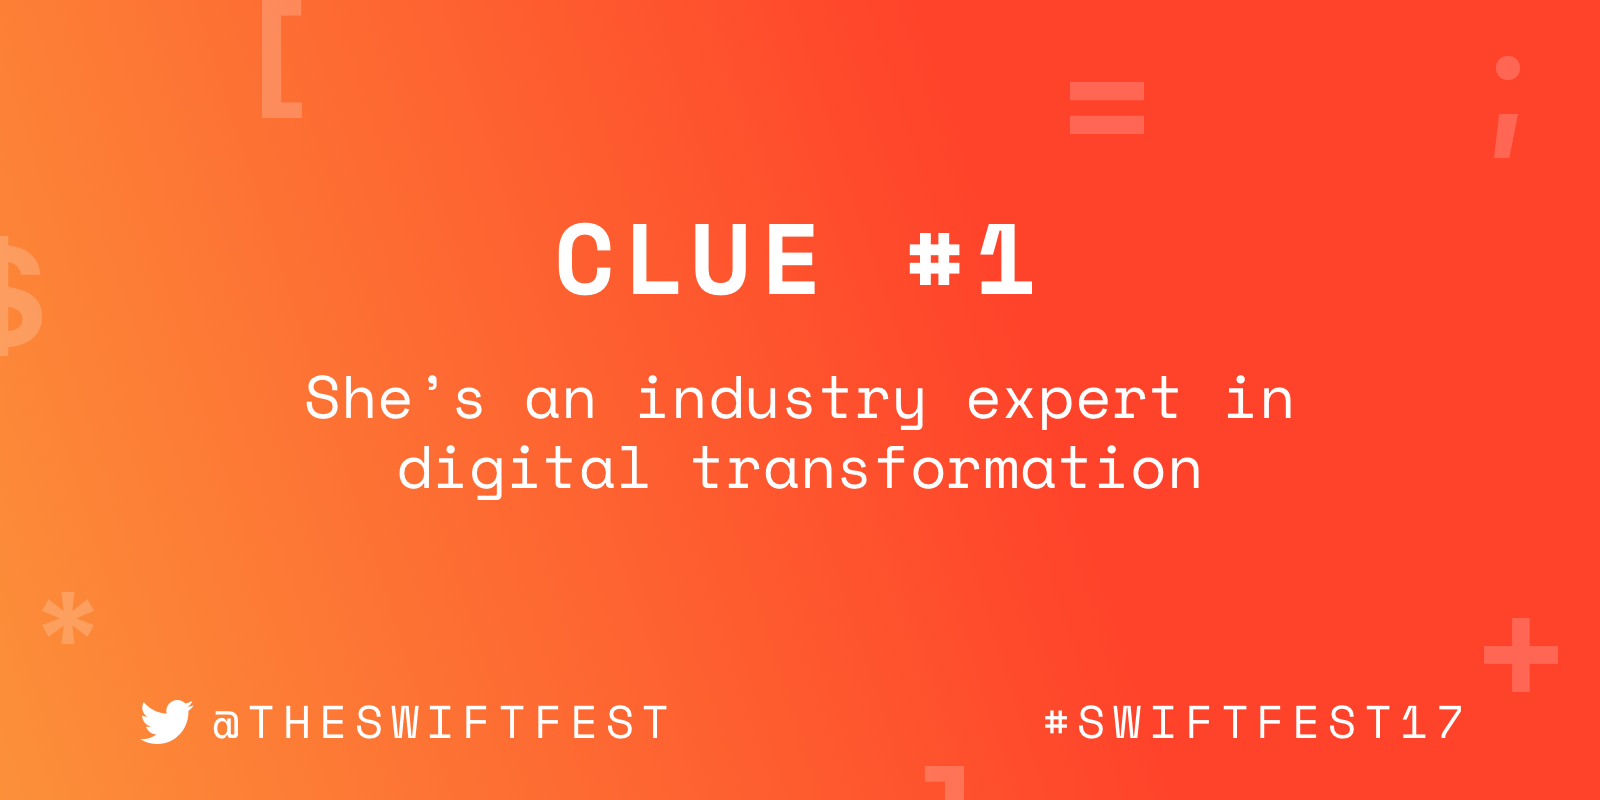 [
=
;
$
CLUE #1
She’s an industry expert in
digital transformation
*
+
@THESWIFTFEST
#SWIFTFEST17
]